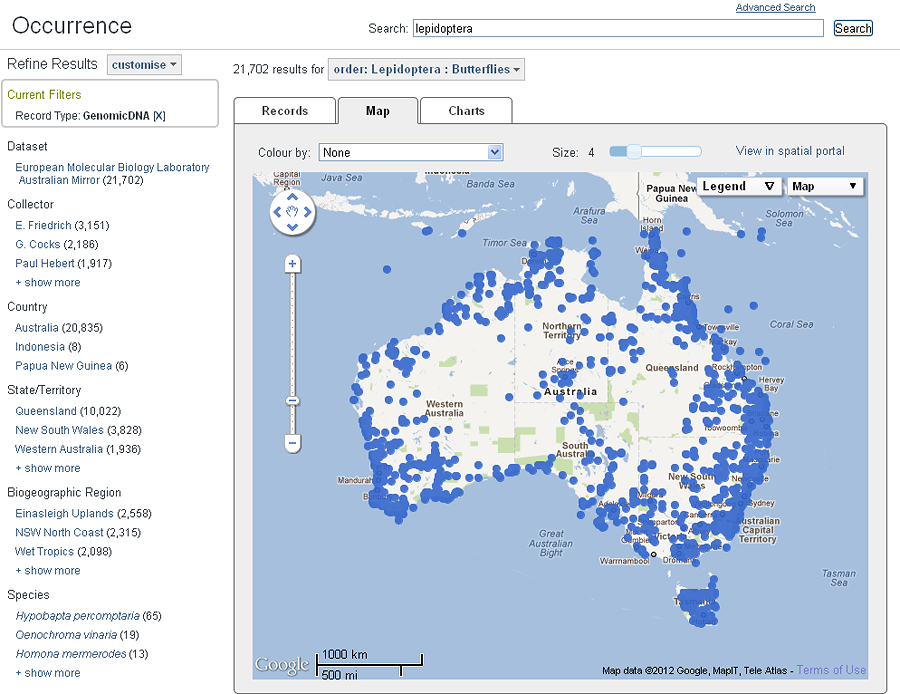 Advanced Search
Occurrence
Search: lepidoptera Search
Refine Results customise
21,702 results for order: Lepidoptera : Butterflies
Current Filters
Record Type: GenomicDNA [X]
Records Map Charts
Dataset
European Molecular Biology Laboratory
Australian Mirror (21,702)
Collector
E. Friedrich (3,151)
G. Cocks (2,186)
Paul Hebert (1,917)
+ show more
Country
Australia (20,835)
Indonesia (8)
Papua New Guinea (6)
State/Territory
Queensland (10,022)
New South Wales (3,828)
Western Australia (1,936)
+ show more
Biogeographic Region
Einasleigh Uplands (2,558)
NSW North Coast (2,315)
Wet Tropics (2,098)
+ show more
Species
Hypobapta percomptaria (65)
Oenochroma vinaria (19)
Homona mermerodes (13)
+ show more
Colour by: None
Size: 4
View in spatial portal
Legend
Map
Capital
Region
Java Sea
Banda Sea
Papua New
Guinea
Arafura
Sea
Horn
Island
Solomon
Sea
Timor Sea
Northern
Territory
Townsville
Coral Sea
Queensland
Rockhampton
Australia
Hervey
Bay
Western
Australia
South
Australia
Mandurah
New South
Wales
Sydney
Australian
Capital
Territory
Great
Australian
Bight
Warrnambool
Tasman
Sea
Google
1000 km
500 mi
Map data ©2012 Google, MapIT, Tele Atlas - Terms of Use